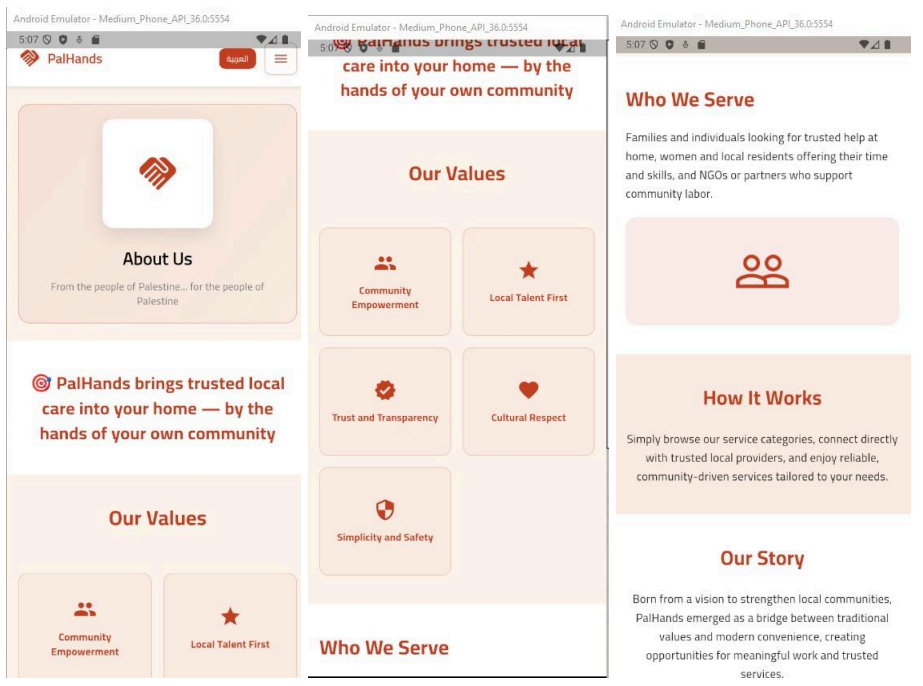 Android Emulator - Medium_Phone_API_36.0:5554
5:07
PalHands
العربية
About Us
From the people of Palestine... for the people of
Palestine
PalHands brings trusted local
care into your home — by the
hands of your own community
Our Values
Community
Empowerment
Local Talent First
Android Emulator - Medium_Phone_API_36.0:5554
5:07
PalHands brings trusted local
care into your home — by the
hands of your own community
Our Values
Community
Empowerment
Local Talent First
Trust and Transparency
Cultural Respect
Simplicity and Safety
Who We Serve
Android Emulator - Medium_Phone_API_36.0:5554
5:07
Who We Serve
Families and individuals looking for trusted help at
home, women and local residents offering their time
and skills, and NGOs or partners who support
community labor.
How It Works
Simply browse our service categories, connect directly
with trusted local providers, and enjoy reliable,
community-driven services tailored to your needs.
Our Story
Born from a vision to strengthen local communities,
PalHands emerged as a bridge between traditional
values and modern convenience, creating
opportunities for meaningful work and trusted
services.